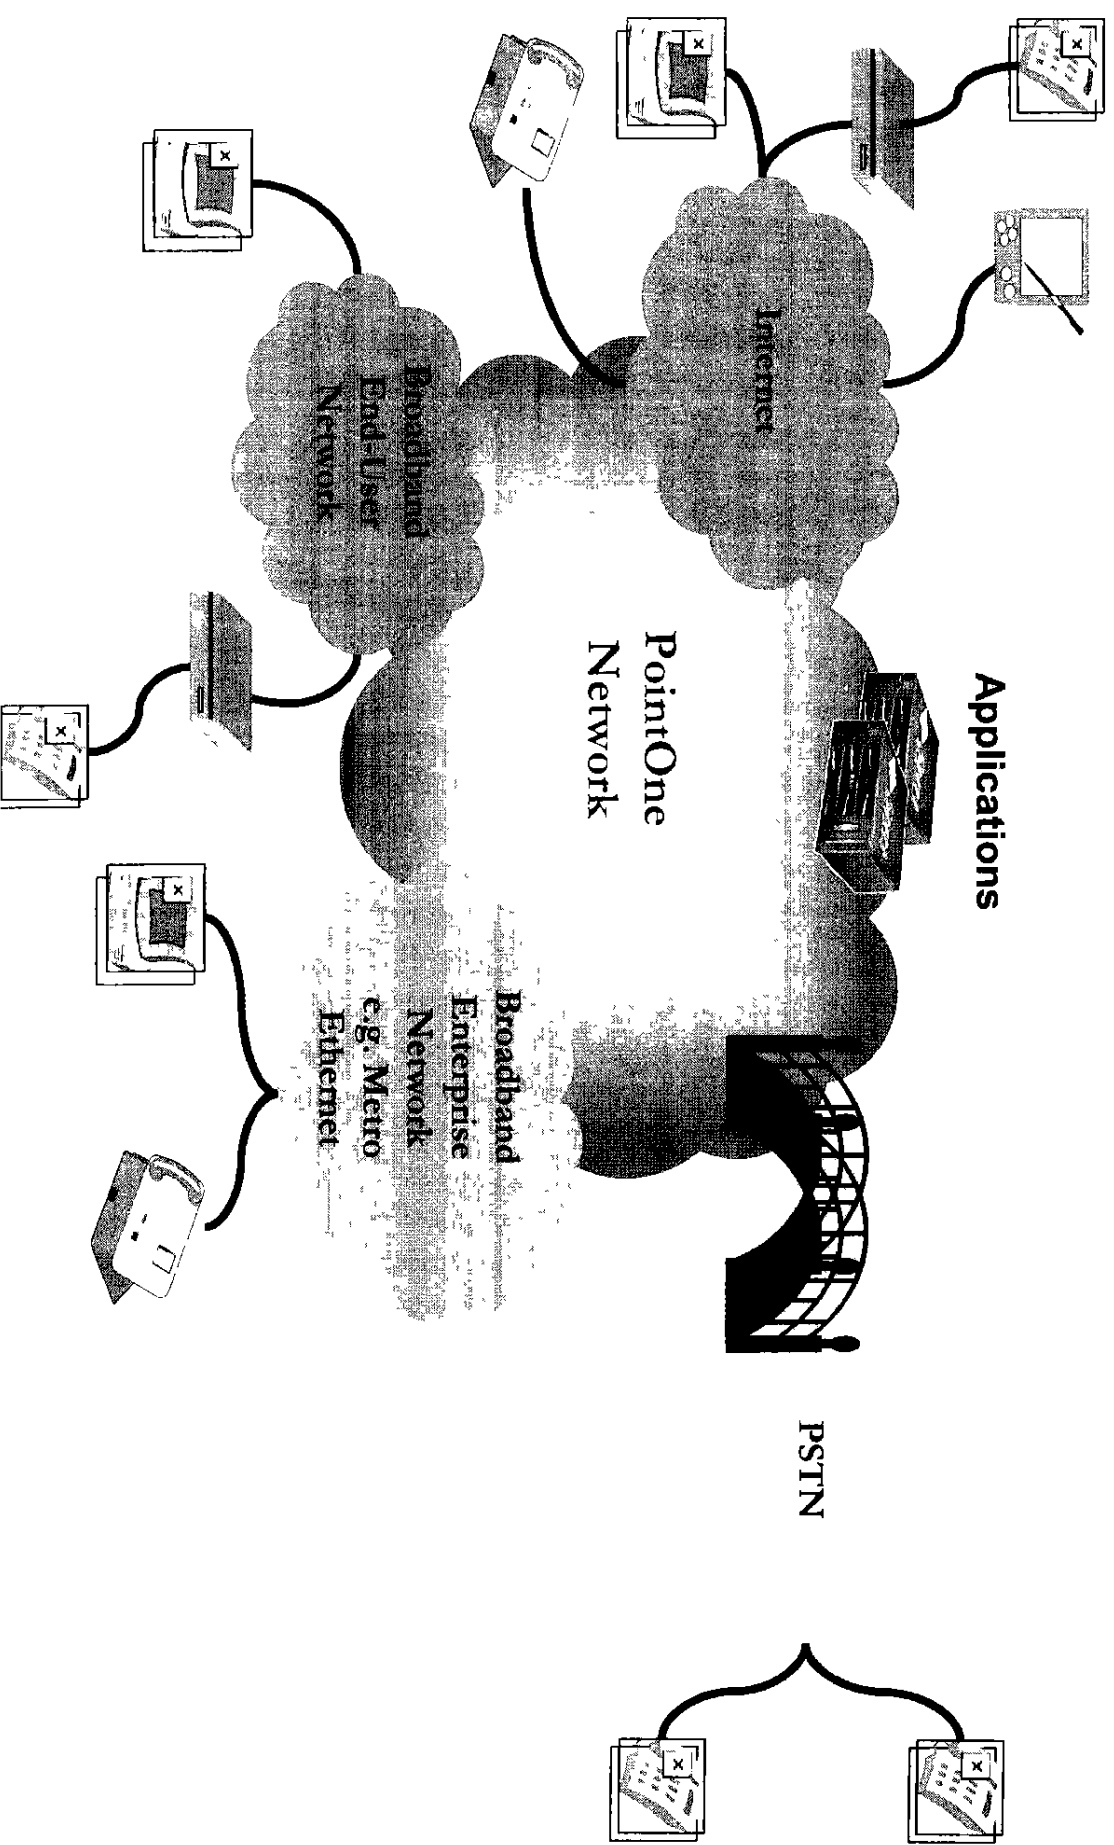 Applications
Internet
PointOne
Network
PSTN
Broadband
End-User
Network
Broadband
Enterprise
Network
e.g. Metro
Ethernet